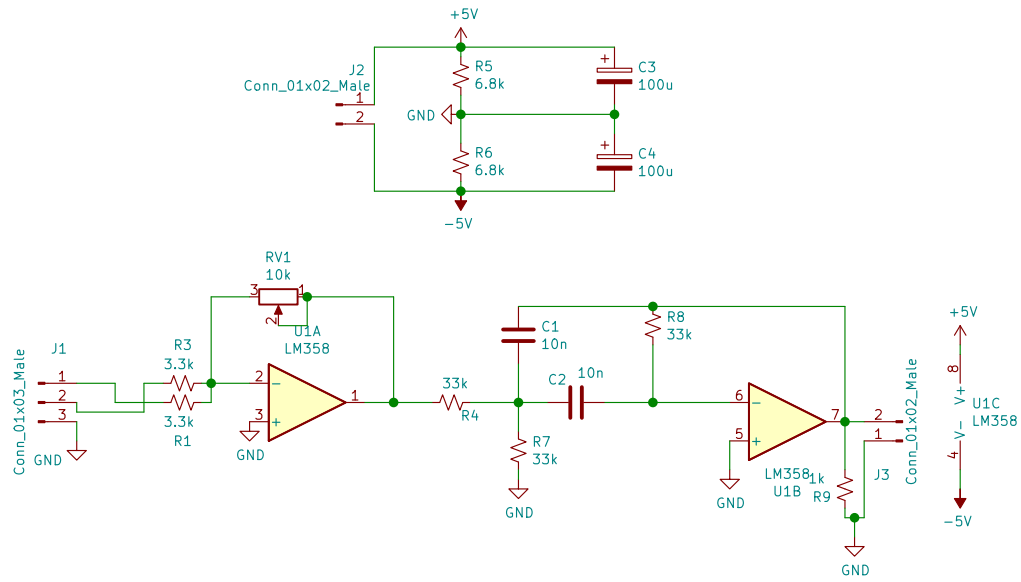 +5V
J2
Conn_01x02_Male
1
2
R5
6.8k
C3
100u
GND
R6
6.8k
C4
100u
-5V
RV1
10k
3
1
2
U1A
LM358
J1
Conn_01x03_Male
1
2
3
GND
R3
3.3k
3.3k
R1
2
3
1
GND
33k
R4
C1
10n
C2
10n
R7
33k
GND
R8
33k
6
5
7
GND
LM358
U1B
1k
R9
GND
2
1
J3
Conn_01x02_Male
+5V
8
V+
U1C
LM358
V-
4
-5V